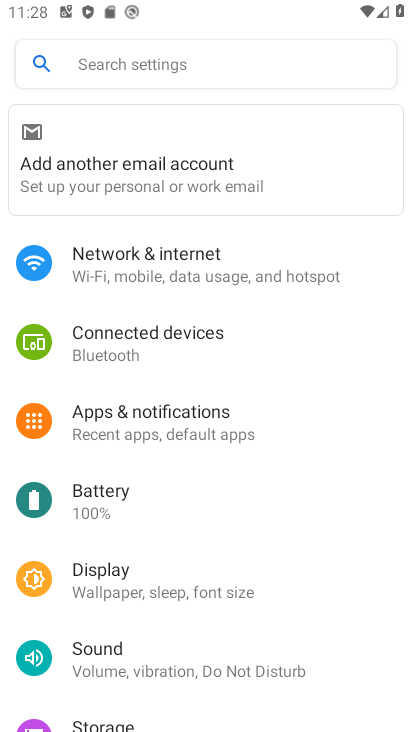 11:28
Search settings
Add another email account
Set up your personal or work email
Network & internet
Wi-Fi, mobile, data usage, and hotspot
Connected devices
Bluetooth
Apps & notifications
Recent apps, default apps
Battery
100%
Display
Wallpaper, sleep, font size
Sound
Volume, vibration, Do Not Disturb
Storage